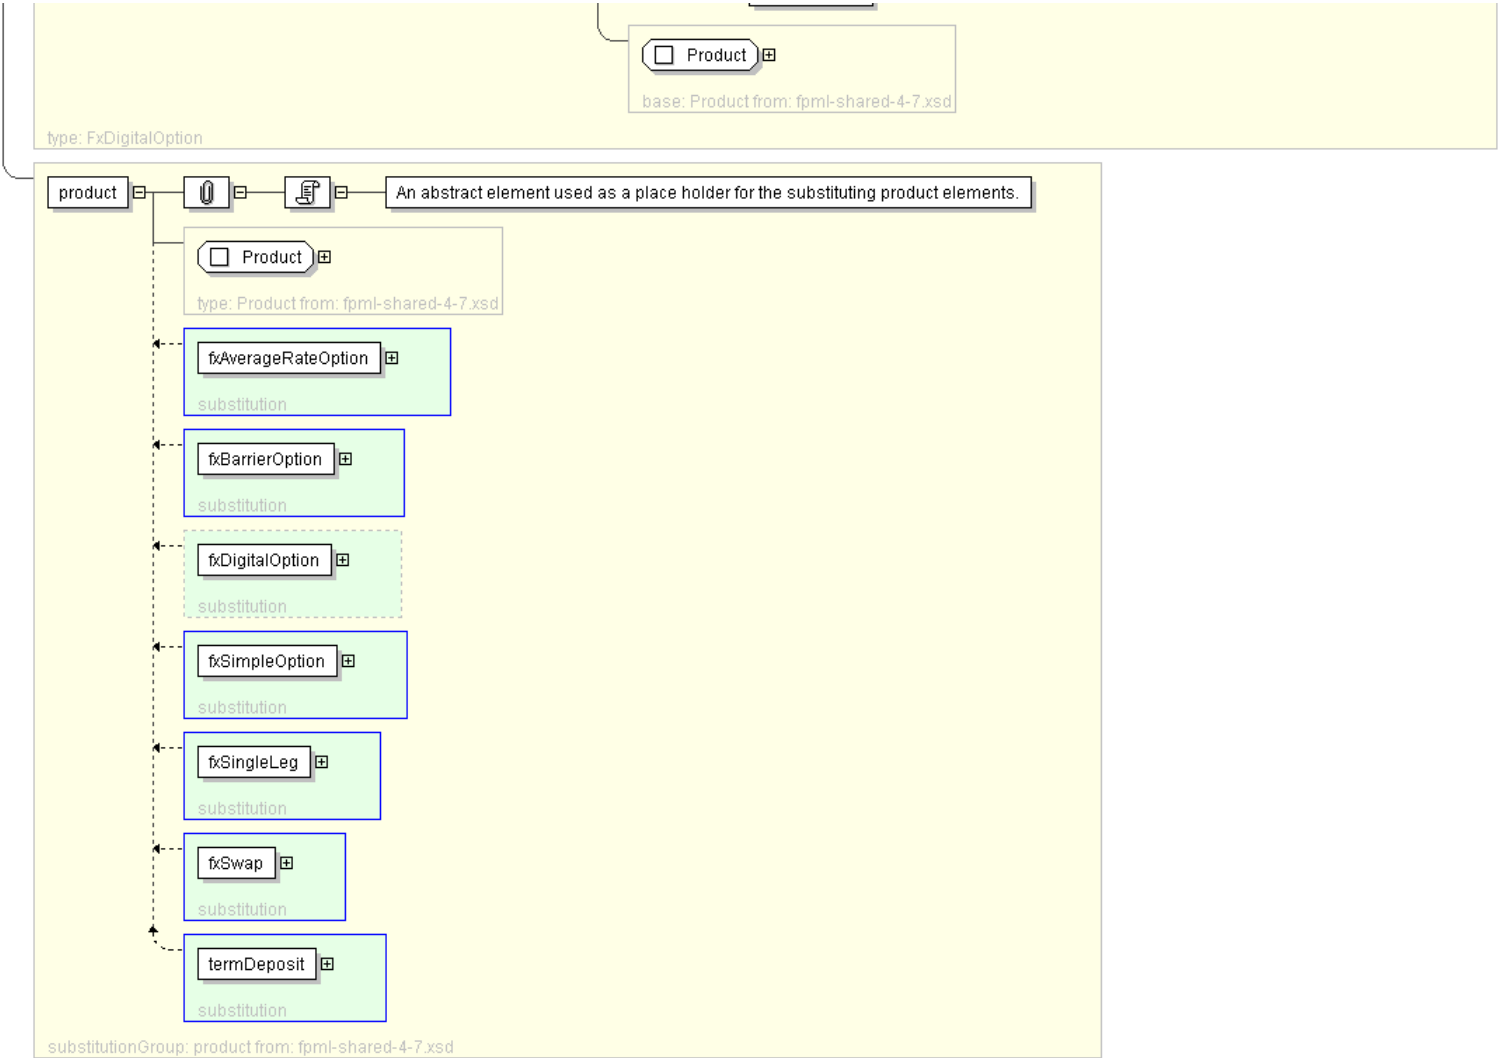 Product
base: Product from: fpml-shared-4-7.xsd
type: FxDigitalOption
product
An abstract element used as a place holder for the substituting product elements.
Product
type: Product from: fpml-shared-4-7.xsd
fxAverageRateOption
substitution
fxBarrierOption
substitution
fxDigitalOption
substitution
fxSimpleOption
substitution
fxSingleLeg
substitution
fxSwap
substitution
termDeposit
substitution
substitutionGroup: product from: fpml-shared-4-7.xsd